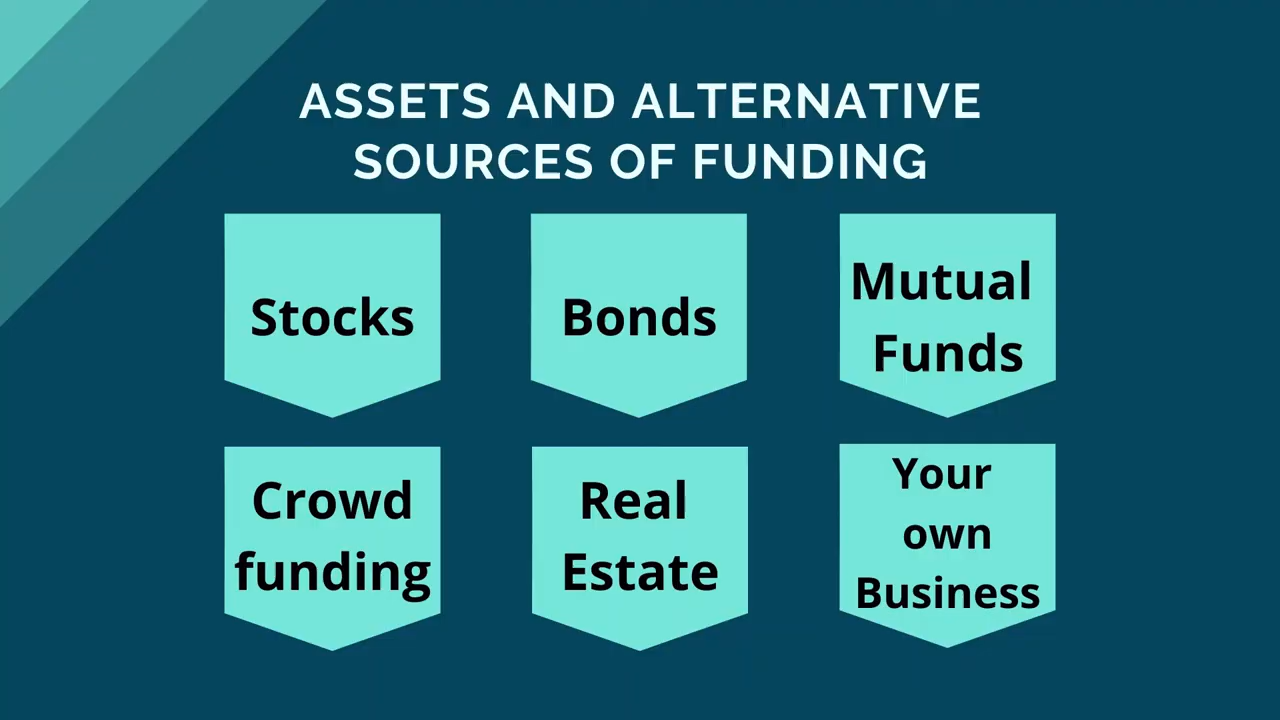 ASSETS AND ALTERNATIVE
SOURCES OF FUNDING
Stocks
Bonds
Mutual
Funds
Crowd
funding
Real
Estate
Your
own
Business